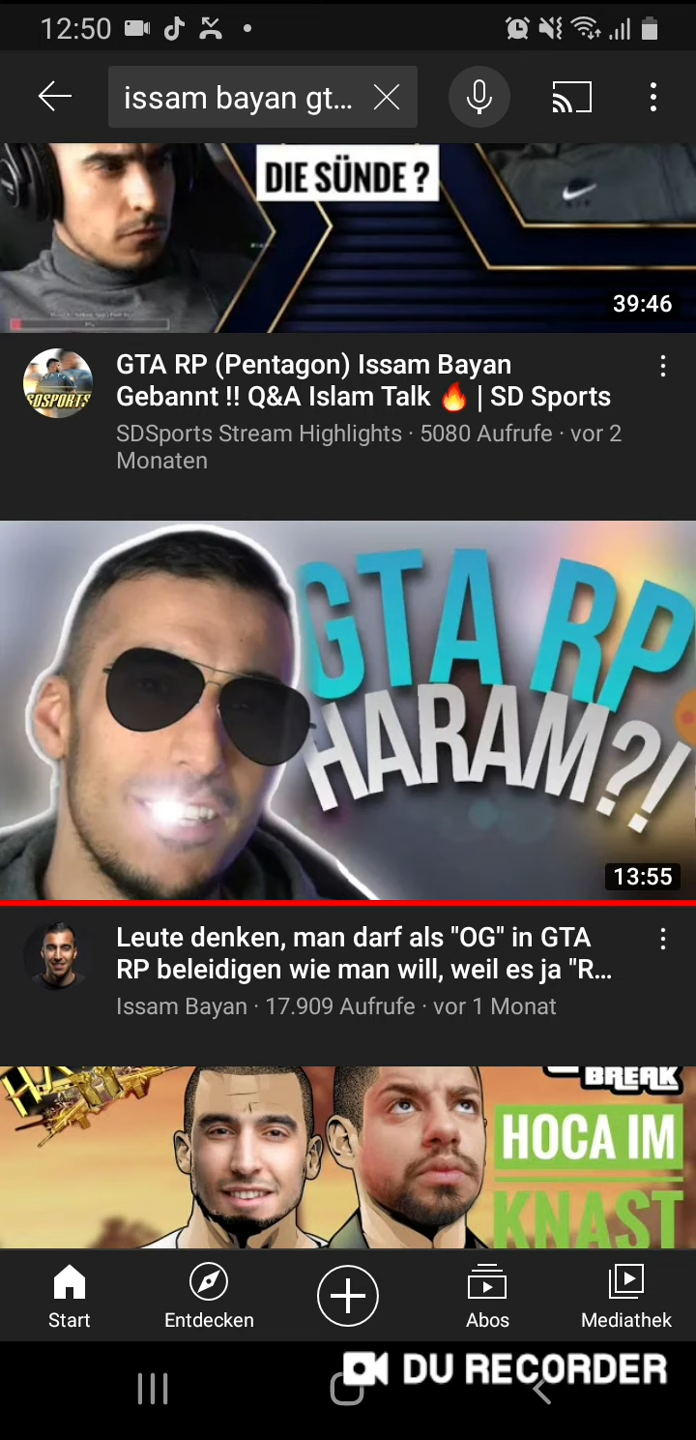 12:50
issam bayan gt...
DIE SÜNDE ?
39:46
SDSPORTS
GTA RP (Pentagon) Issam Bayan
Gebannt !! Q&A Islam Talk 🔥 | SD Sports
SDSports Stream Highlights · 5080 Aufrufe · vor 2
Monaten
GTA RP
HARAM?!
13:55
Leute denken, man darf als "OG" in GTA
RP beleidigen wie man will, weil es ja "R...
Issam Bayan · 17.909 Aufrufe · vor 1 Monat
BREAK
HOCA IM
KNAST
Start
Entdecken
Abos
Mediathek
DU RECORDER